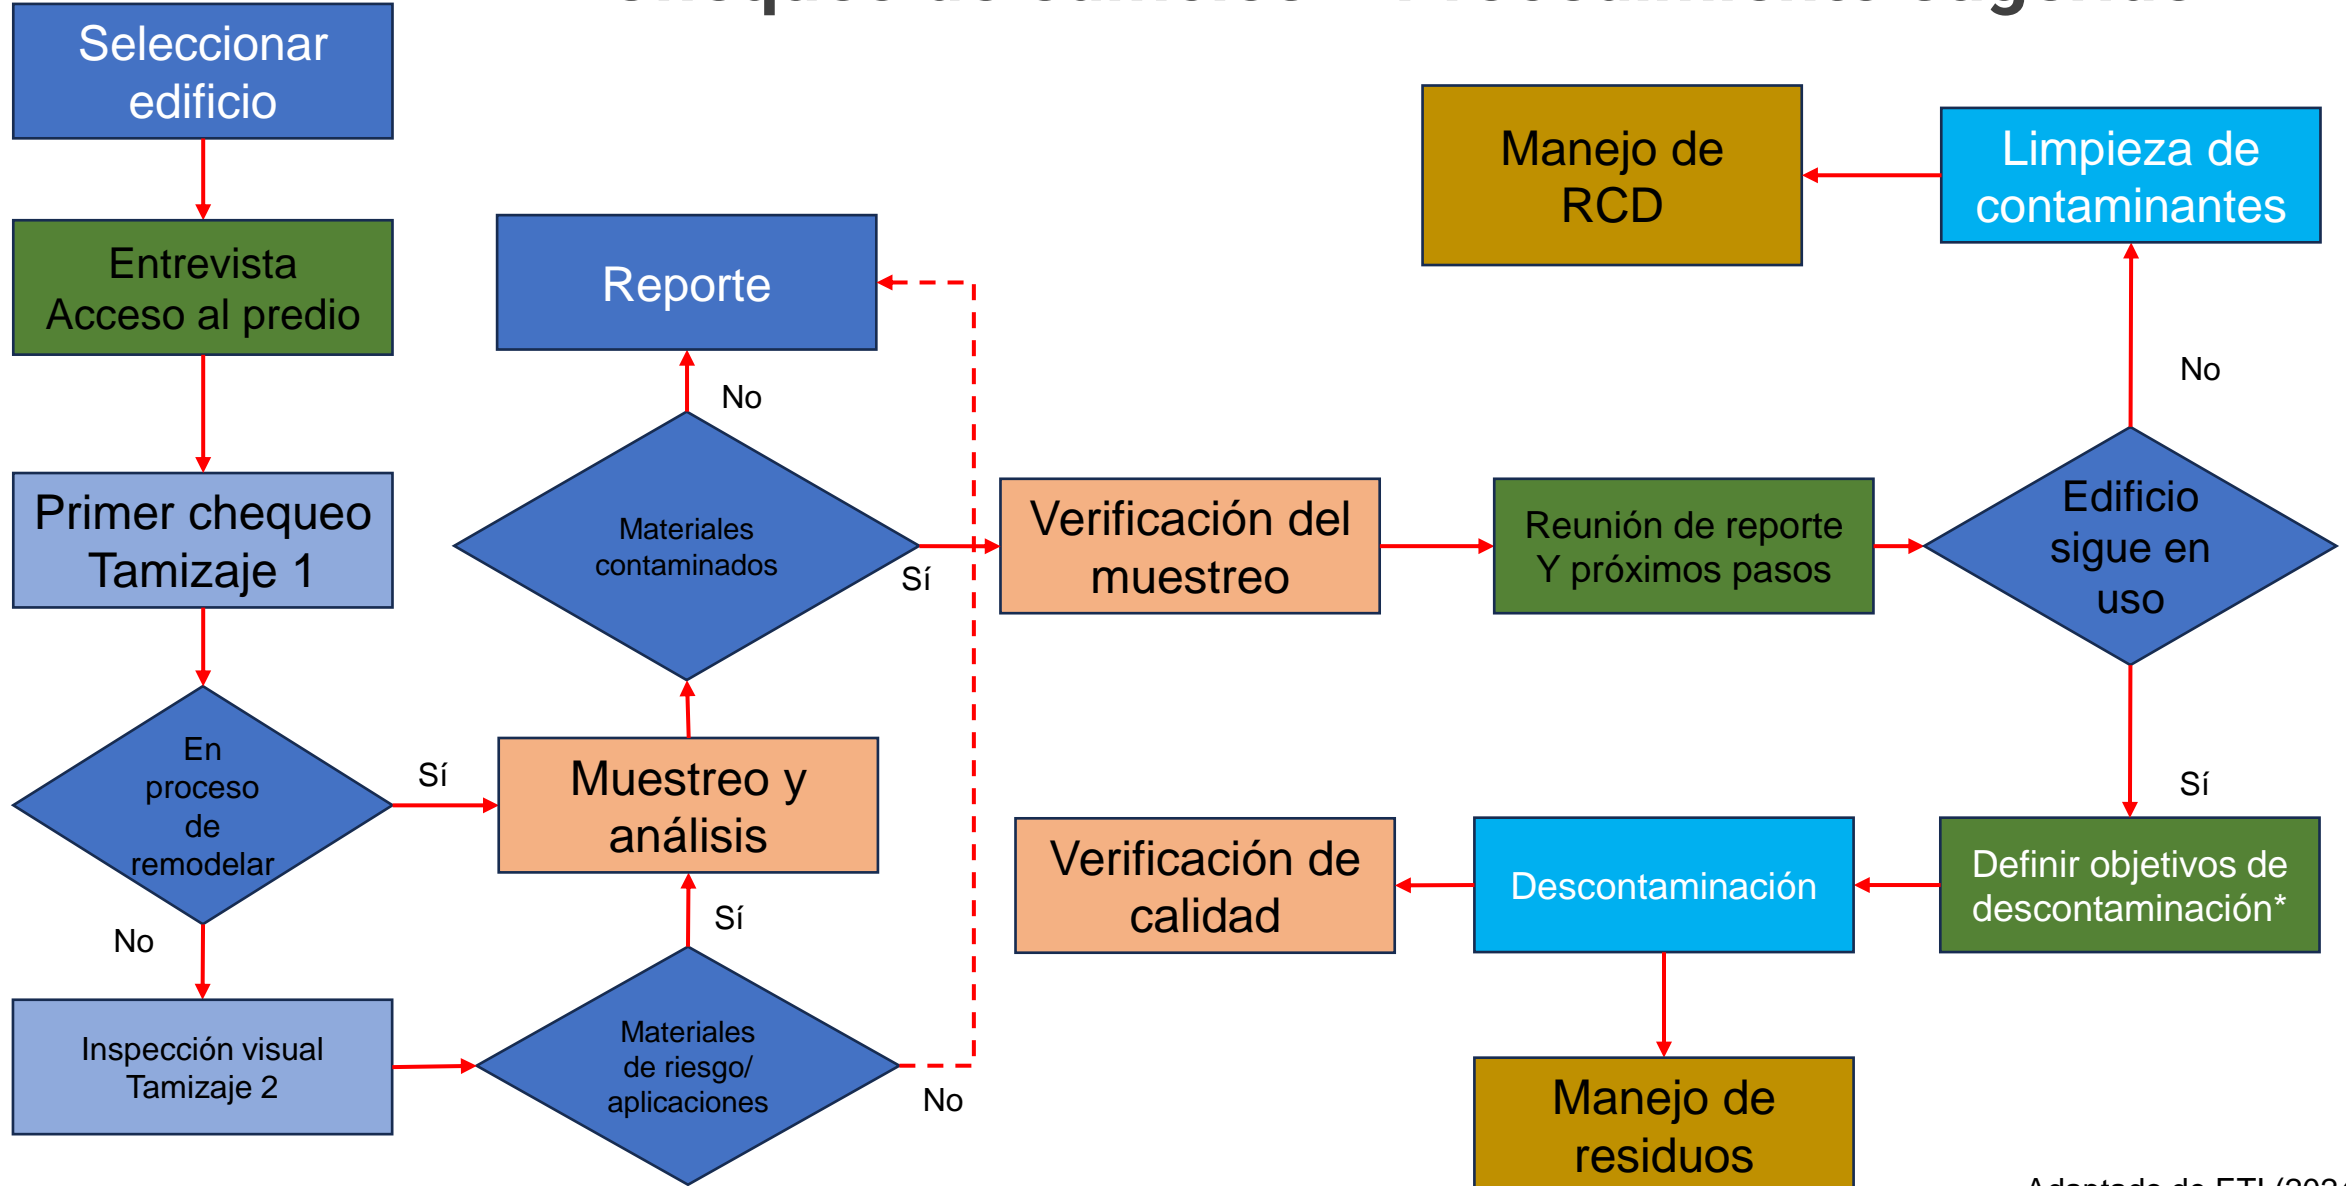 Seleccionar
edificio
Entrevista
Acceso al predio
Primer chequeo
Tamizaje 1
En
proceso
de
remodelar
Sí
No
Inspección visual
Tamizaje 2
Materiales
de riesgo/
aplicaciones
Sí
No
Muestreo y
análisis
Materiales
contaminados
No
Sí
Reporte
Verificación del
muestreo
Reunión de reporte
Y próximos pasos
Edificio
sigue en
uso
No
Sí
Limpieza de
contaminantes
Manejo de
RCD
Definir objetivos de
descontaminación*
Descontaminación
Verificación de
calidad
Manejo de
residuos